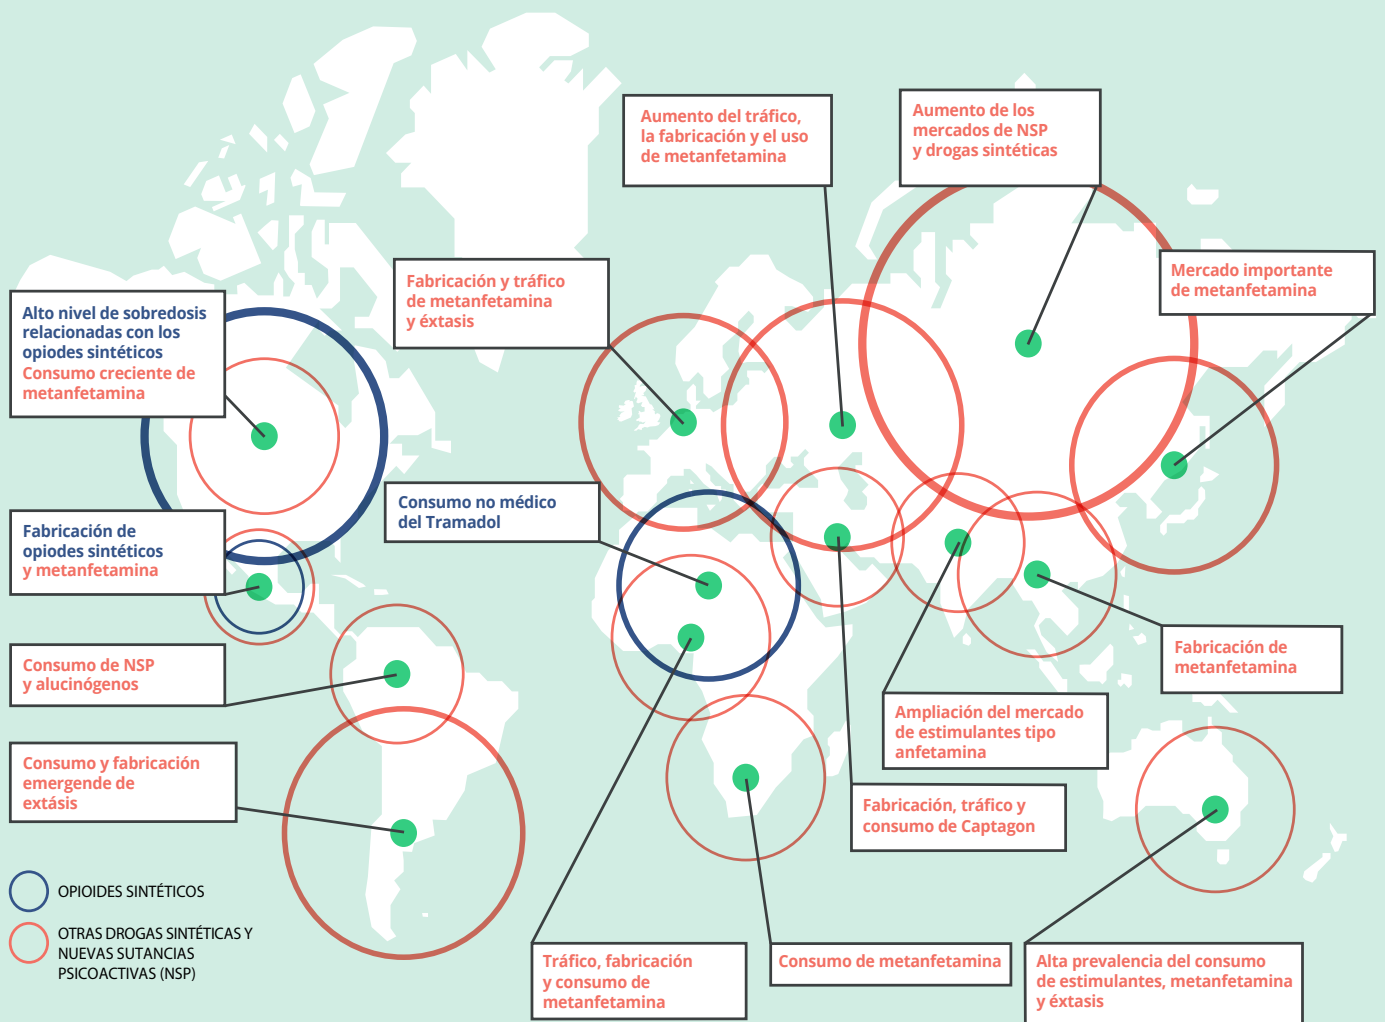 Aumento del tráfico,
la fabricación y el uso
de metanfetamina
Aumento de los
mercados de NSP
y drogas sintéticas
Fabricación y tráfico
de metanfetamina
y éxtasis
Mercado importante
de metanfetamina
Alto nivel de sobredosis
relacionadas con los
opiodes sintéticos
Consumo creciente de
metanfetamina
Consumo no médico
del Tramadol
Fabricación de
opiodes sintéticos
y metanfetamina
Consumo de NSP
y alucinógenos
Fabricación de
metanfetamina
Ampliación del mercado
de estimulantes tipo
anfetamina
Consumo y fabricación
emergende de
extásis
Fabricación, tráfico y
consumo de Captagon
OPIOIDES SINTÉTICOS
OTRAS DROGAS SINTÉTICAS Y
NUEVAS SUTANCIAS
PSICOACTIVAS (NSP)
Tráfico, fabricación
y consumo de
metanfetamina
Consumo de metanfetamina
Alta prevalencia del consumo
de estimulantes, metanfetamina
y éxtasis